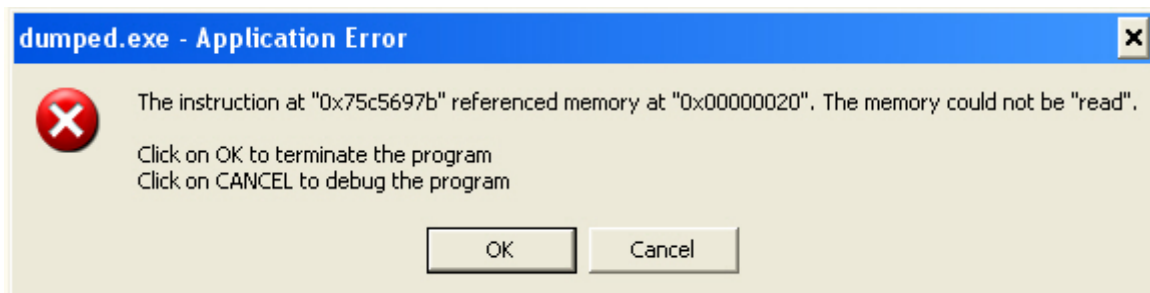 dumped.exe - Application Error
The instruction at "0x75c5697b" referenced memory at "0x00000020". The memory could not be "read".
Click on OK to terminate the program
Click on CANCEL to debug the program
OK
Cancel